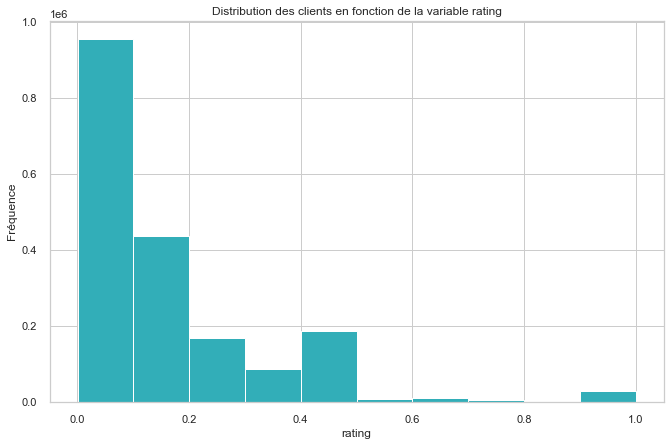 Distribution des clients en fonction de la variable rating
1e6
1.0
0.8
0.6
0.4
0.2
0.0
Fréquence
0.0 0.2 0.4 0.6 0.8 1.0
rating